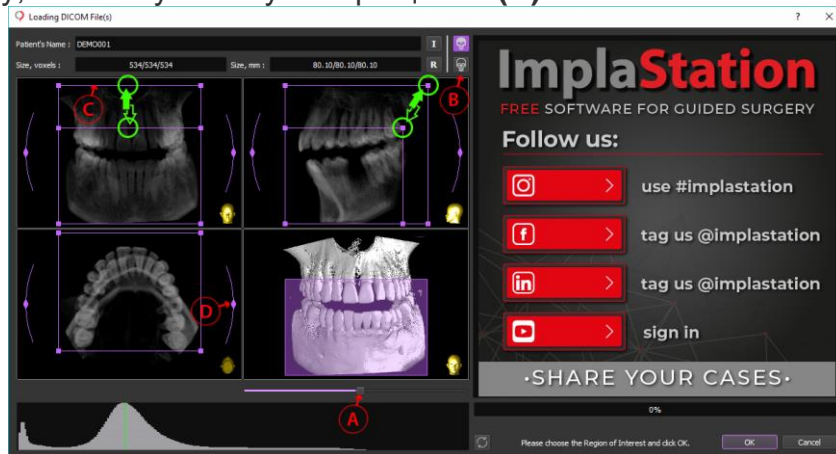 Loading DICOM File(s)
? ×
Patient's Name : DEMO001 I
Size, voxels : 534/534/534 Size, mm : 80.10/80.10/80.10 R
C
B
D
A
ImplaStation
FREE SOFTWARE FOR GUIDED SURGERY
Follow us:
use #implastation
f
tag us @implastation
in
tag us @implastation
sign in
•SHARE YOUR CASES•
0%
Please choose the Region of Interest and click OK.
OK
Cancel